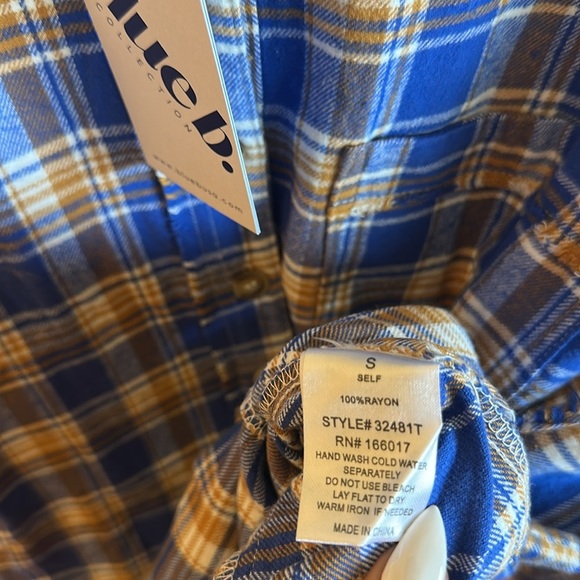 blue b.
COLLECTION
S
SELF
100%RAYON
STYLE# 32481T
RN# 166017
HAND WASH COLD WATER
SEPARATELY
DO NOT USE BLEACH
LAY FLAT TO DRY
WARM IRON IF NEEDED
MADE IN CHINA